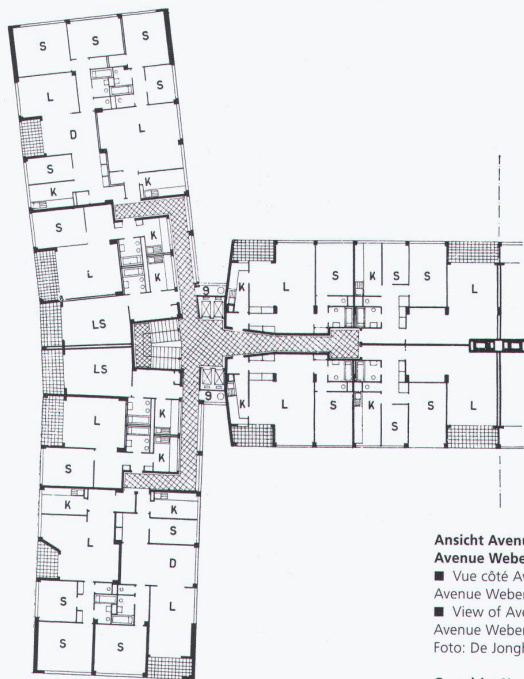 S S S
L S
D L
S
K K
S K
L K
LS
9
K L S K S S L
LS
9
K L S K S S L
L K
S K
K K
L S
D
S L
S S
Ansicht Avenu
Avenue Webe
■ Vue côté Av
Avenue Weber
■ View of Ave
Avenue Weber
Foto: De Jongh